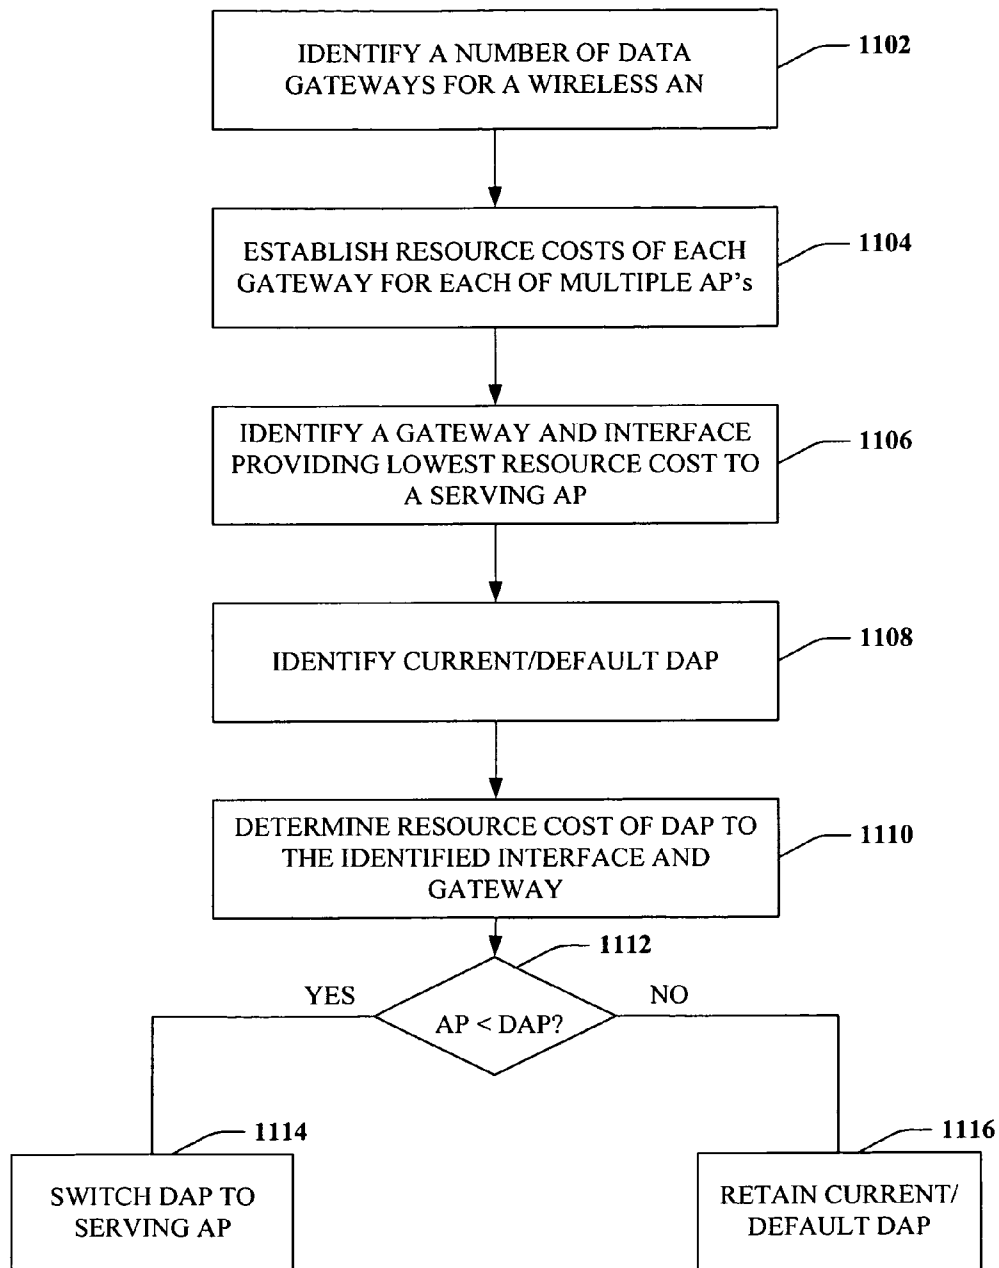 IDENTIFY A NUMBER OF DATA
GATEWAYS FOR A WIRELESS AN
1102
ESTABLISH RESOURCE COSTS OF EACH
GATEWAY FOR EACH OF MULTIPLE AP's
1104
IDENTIFY A GATEWAY AND INTERFACE
PROVIDING LOWEST RESOURCE COST TO
A SERVING AP
1106
IDENTIFY CURRENT/DEFAULT DAP
1108
DETERMINE RESOURCE COST OF DAP TO
THE IDENTIFIED INTERFACE AND
GATEWAY
1110
1112
YES
AP < DAP?
NO
1114
SWITCH DAP TO
SERVING AP
1116
RETAIN CURRENT/
DEFAULT DAP